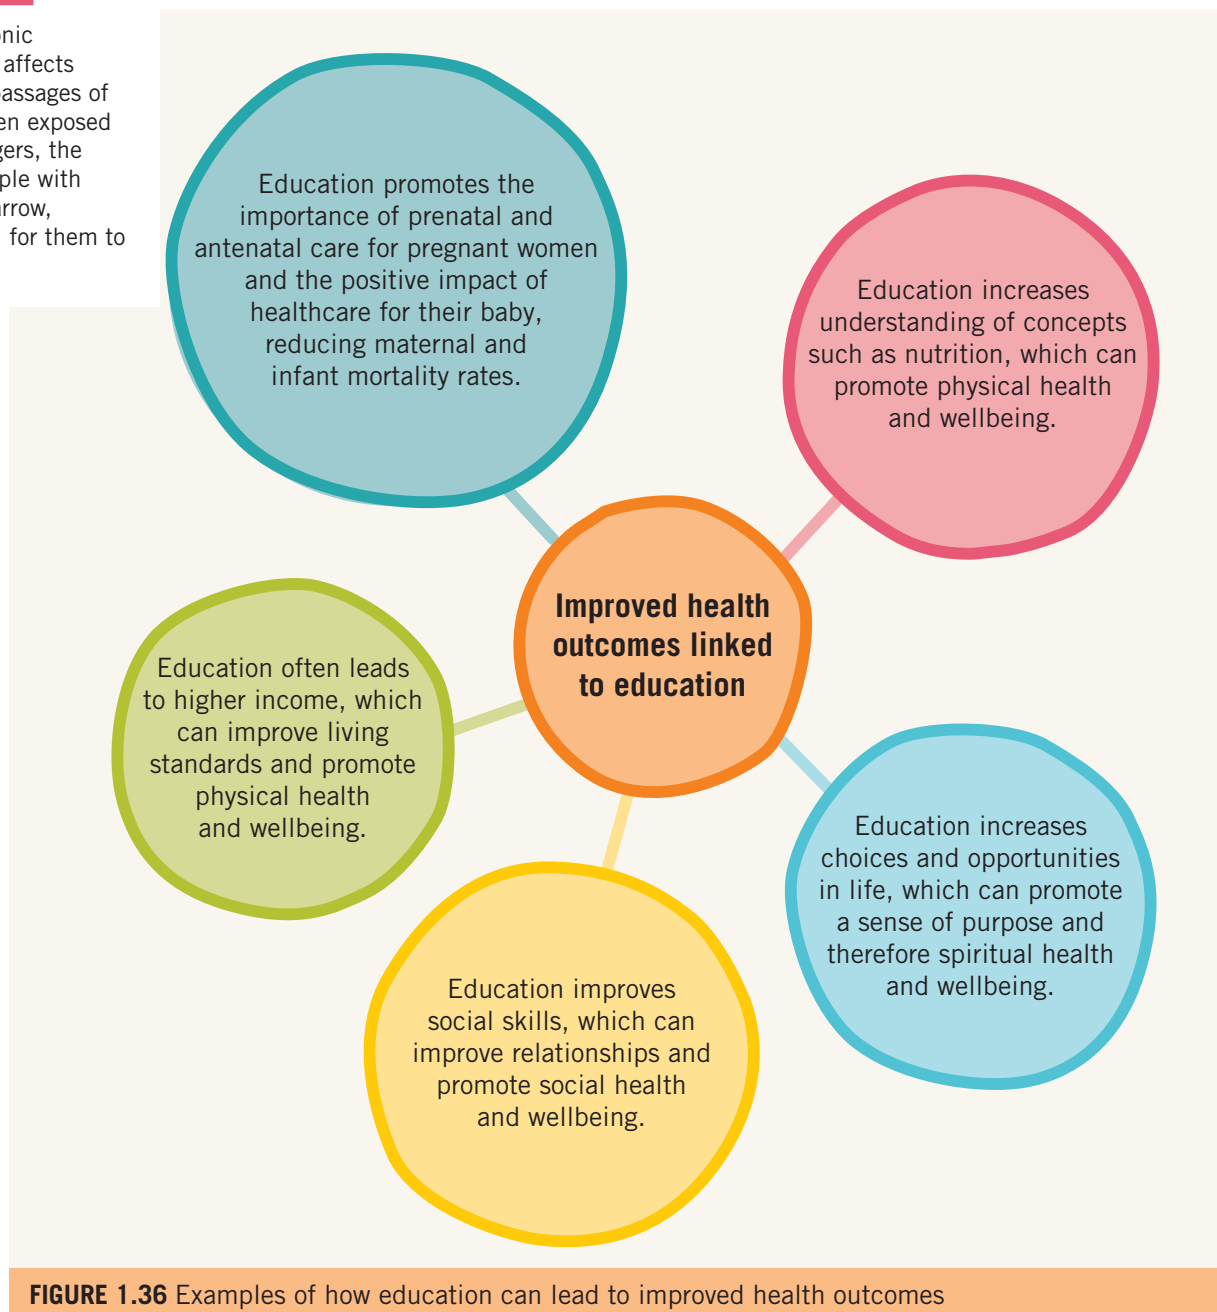 onic
affects
passages of
en exposed
gers, the
ple with
arrow,
for them to
Education promotes the
importance of prenatal and
antenatal care for pregnant women
and the positive impact of
healthcare for their baby,
reducing maternal and
infant mortality rates.
Education increases
understanding of concepts
such as nutrition, which can
promote physical health
and wellbeing.
Improved health
outcomes linked
to education
Education often leads
to higher income, which
can improve living
standards and promote
physical health
and wellbeing.
Education increases
choices and opportunities
in life, which can promote
a sense of purpose and
therefore spiritual health
and wellbeing.
Education improves
social skills, which can
improve relationships and
promote social health
and wellbeing.
FIGURE 1.36 Examples of how education can lead to improved health outcomes